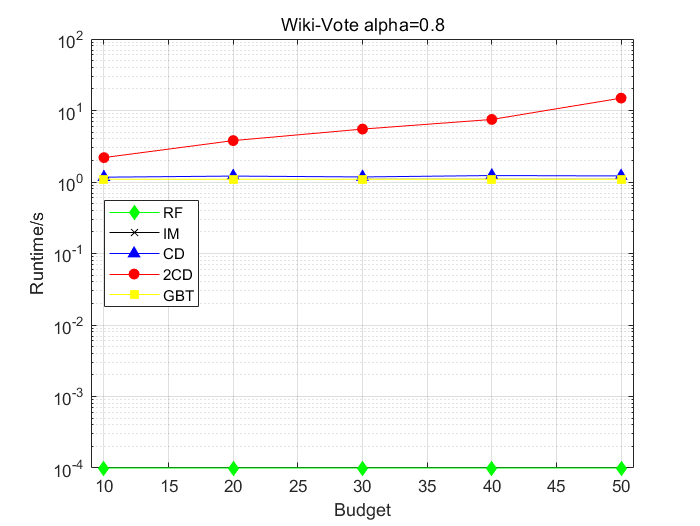 Wiki-Vote alpha=0.8
Runtime/s
10^2
10^1
10^0
10^-1
10^-2
10^-3
10^-4
RF
IM
CD
2CD
GBT
10 15 20 25 30 35 40 45 50
Budget